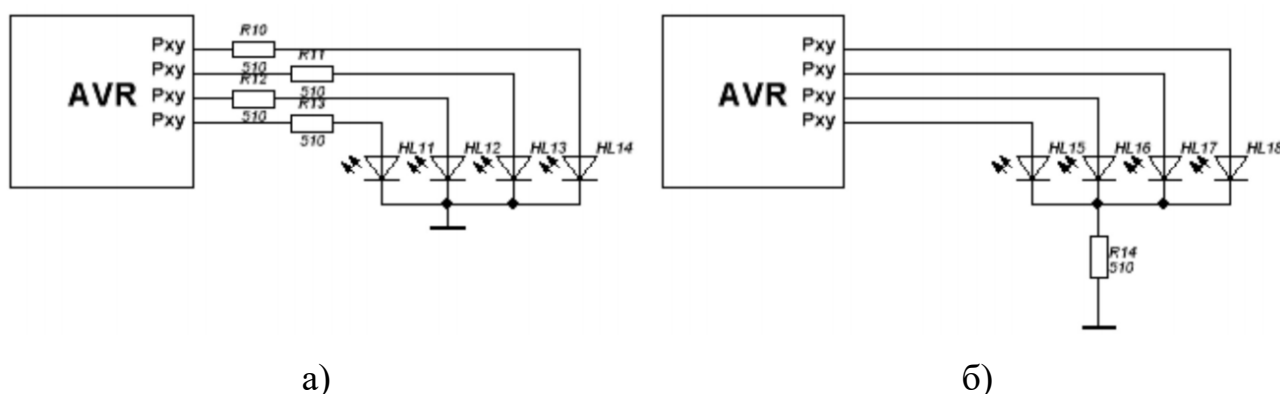 R10
Pxy
R11
510
Pxy
R12
AVR
Pxy
510
R13
510
Pxy
510
HL11
HL12
HL13
HL14
а)
Pxy
Pxy
AVR
Pxy
Pxy
HL15
HL16
HL17
HL18
R14
510
б)